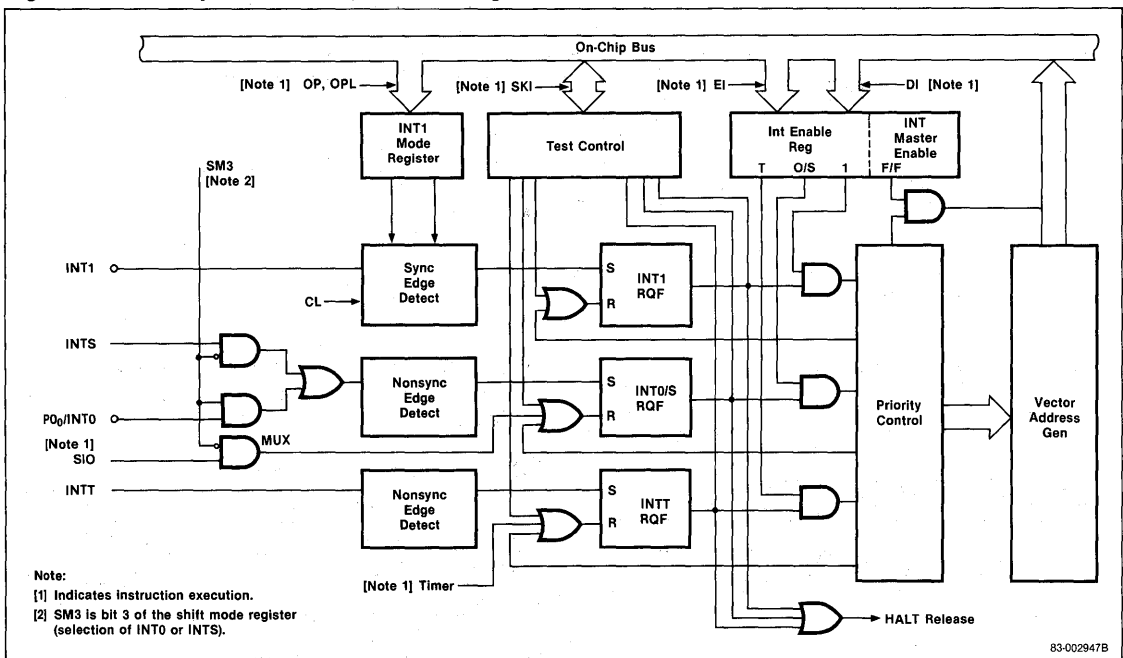 On-Chip Bus
[Note 1] OP, OPL
[Note 1] SKI
[Note 1] EI
DI [Note 1]
INT1
Mode
Register
Test Control
Int Enable
Reg
T O/S 1
INT
Master
Enable
F/F
SM3
[Note 2]
INT1
CL
Sync
Edge
Detect
S
R
INT1
RQF
INTS
P0₀/INT0
[Note 1]
SIO
MUX
Nonsync
Edge
Detect
S
R
INT0/S
RQF
Priority
Control
Vector
Address
Gen
INTT
Nonsync
Edge
Detect
S
R
INTT
RQF
[Note 1] Timer
HALT Release
Note:
[1] Indicates instruction execution.
[2] SM3 is bit 3 of the shift mode register
(selection of INT0 or INTS).
83-002947B